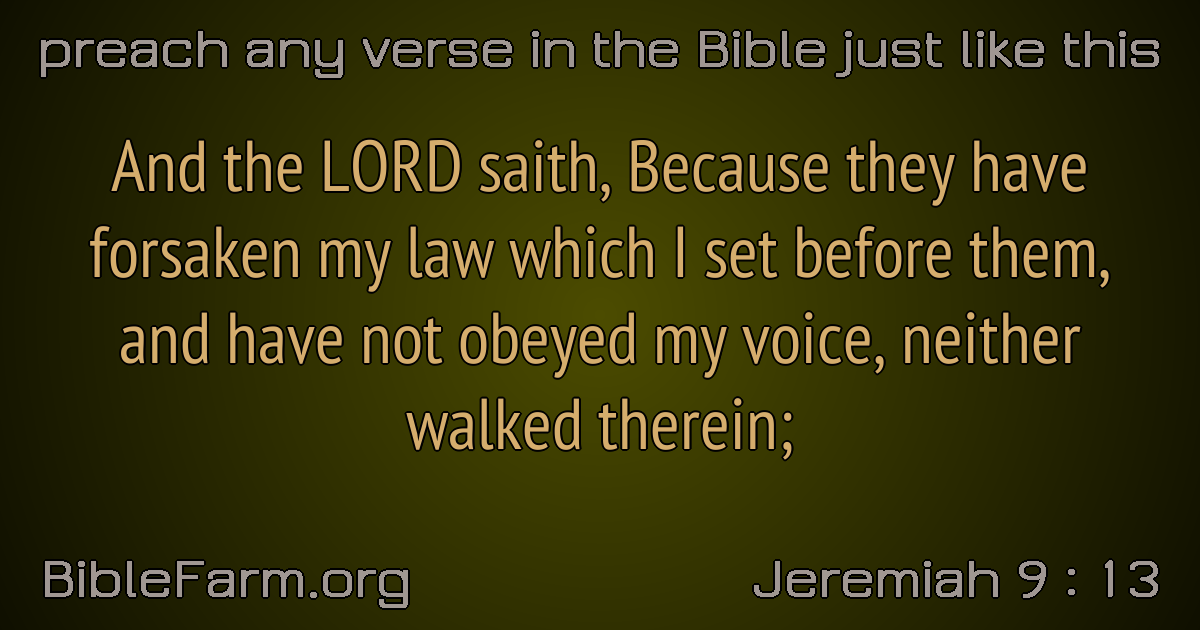 preach any verse in the Bible just like this
And the LORD saith, Because they have
forsaken my law which I set before them,
and have not obeyed my voice, neither
walked therein;
BibleFarm.org
Jeremiah 9 : 13